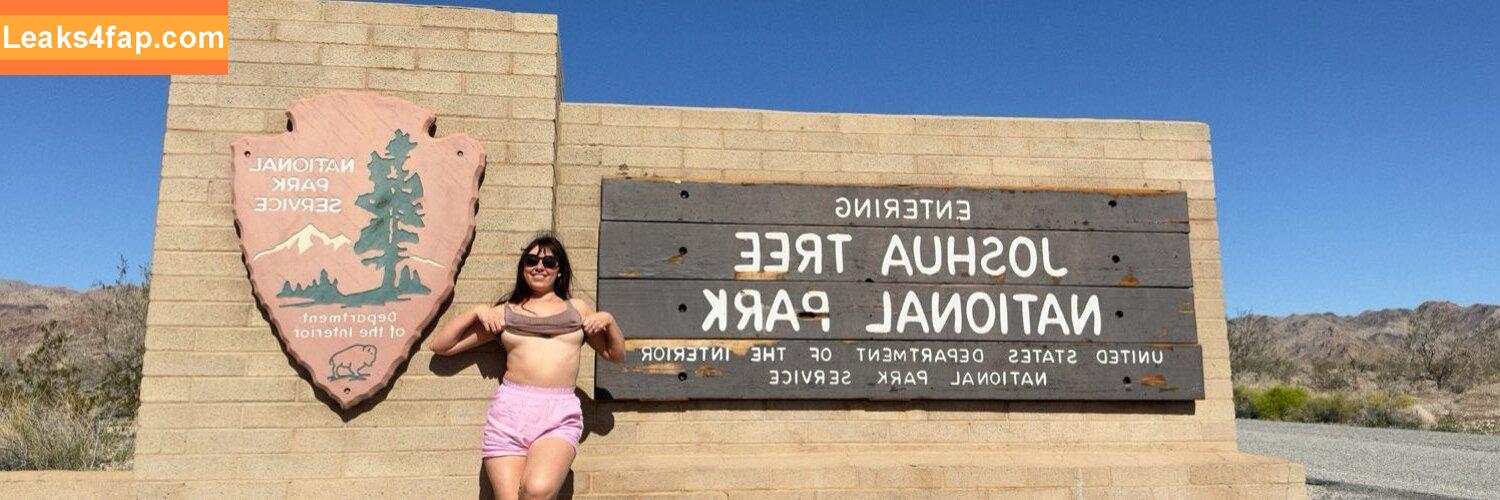 Leaks4fap.com
NATIONAL
PARK
SERVICE
Department
of the Interior
ENTERING
JOSHUA TREE
NATIONAL PARK
UNITED STATES DEPARTMENT OF THE INTERIOR
NATIONAL PARK SERVICE